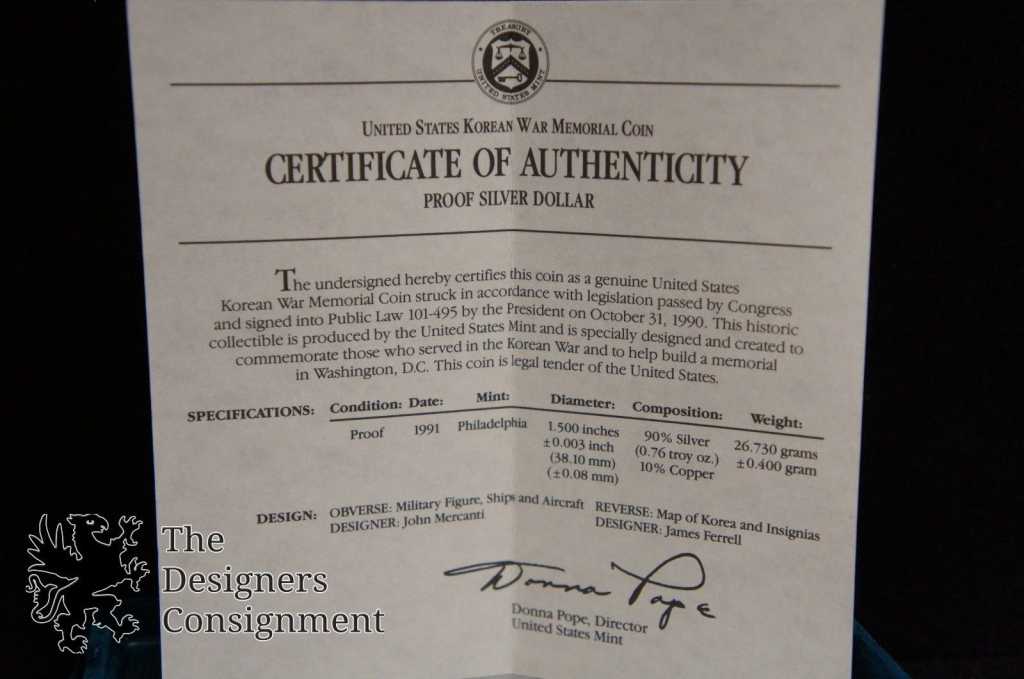 TREASURY
UNITED STATES MINT
UNITED STATES KOREAN WAR MEMORIAL COIN
CERTIFICATE OF AUTHENTICITY
PROOF SILVER DOLLAR
The undersigned hereby certifies this coin as a genuine United States
Korean War Memorial Coin struck in accordance with legislation passed by Congress
and signed into Public Law 101-495 by the President on October 31, 1990. This historic
collectible is produced by the United States Mint and is specially designed and created to
commemorate those who served in the Korean War and to help build a memorial
in Washington, D.C. This coin is legal tender of the United States.
SPECIFICATIONS: Condition: Date: Mint: Diameter: Composition: Weight:
Proof 1991 Philadelphia 1.500 inches 90% Silver 26.730 grams
±0.003 inch (0.76 troy oz.) ±0.400 gram
(38.10 mm) 10% Copper
(±0.08 mm)
DESIGN: OBVERSE: Military Figure, Ships and Aircraft REVERSE: Map of Korea and Insignias
DESIGNER: John Mercanti DESIGNER: James Ferrell
Donna Pope
Donna Pope, Director
United States Mint
The
Designers
Consignment